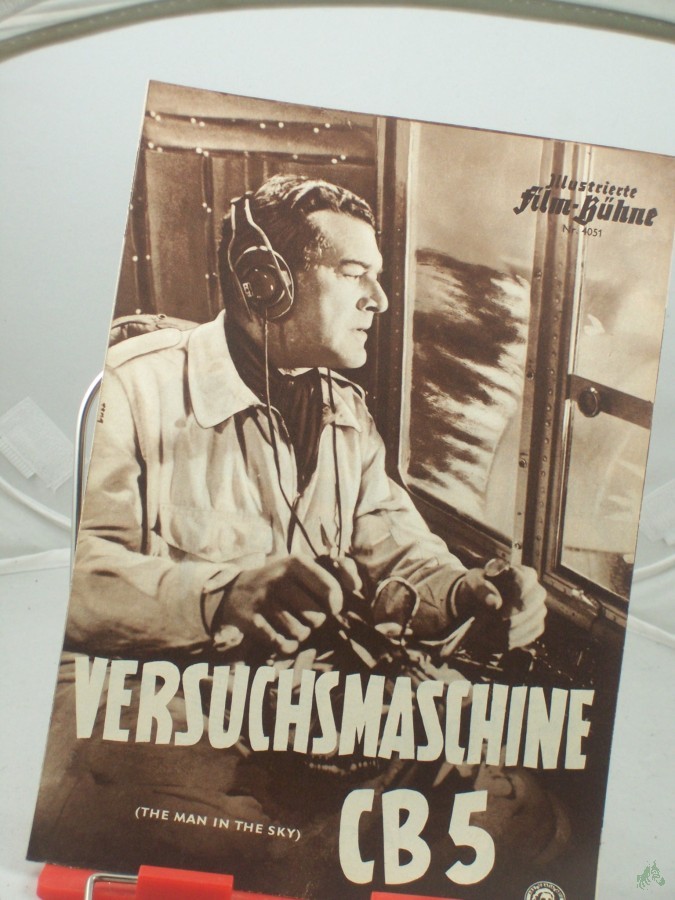 Illustrierte
Film-Bühne
Nr. 4051
VERSUCHSMASCHINE
(THE MAN IN THE SKY)
CB 5